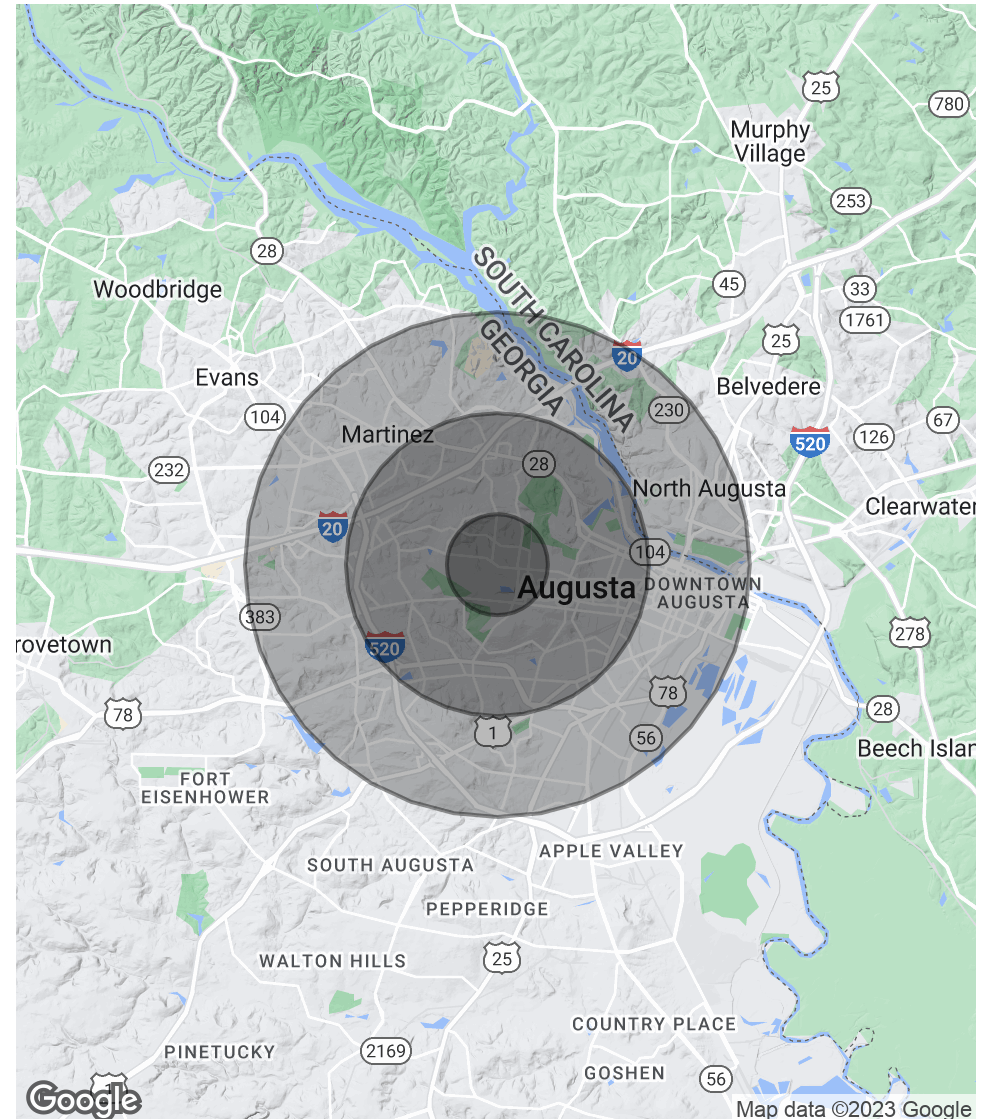 25
780
Murphy
Village
253
28
SOUTH CAROLINA
GEORGIA
45
33
Woodbridge
1761
25
20
Evans
Belvedere
104
230
67
Martinez
126
520
232
28
North Augusta
Clearwater
20
104
Augusta
DOWNTOWN
AUGUSTA
383
278
rovetown
520
78
78
28
1
56
Beech Islan
FORT
EISENHOWER
SOUTH AUGUSTA
APPLE VALLEY
PEPPERIDGE
WALTON HILLS
25
COUNTRY PLACE
PINETUCKY
2169
GOSHEN
56
1
Google
Map data ©2023 Google